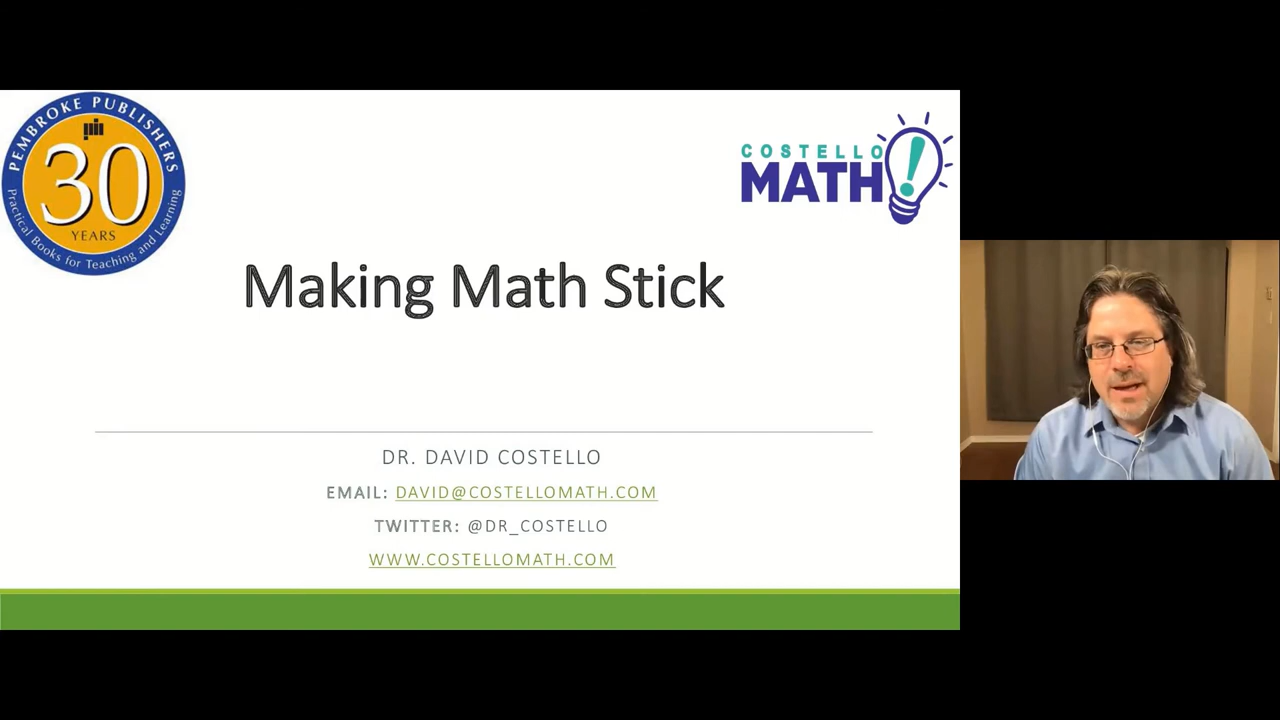 PEMBROKE PUBLISHERS
30
YEARS
Practical Books for Teaching and Learning
COSTELLO
MATH!
Making Math Stick
DR. DAVID COSTELLO
EMAIL: DAVID@COSTELLOMATH.COM
TWITTER: @DR_COSTELLO
WWW.COSTELLOMATH.COM